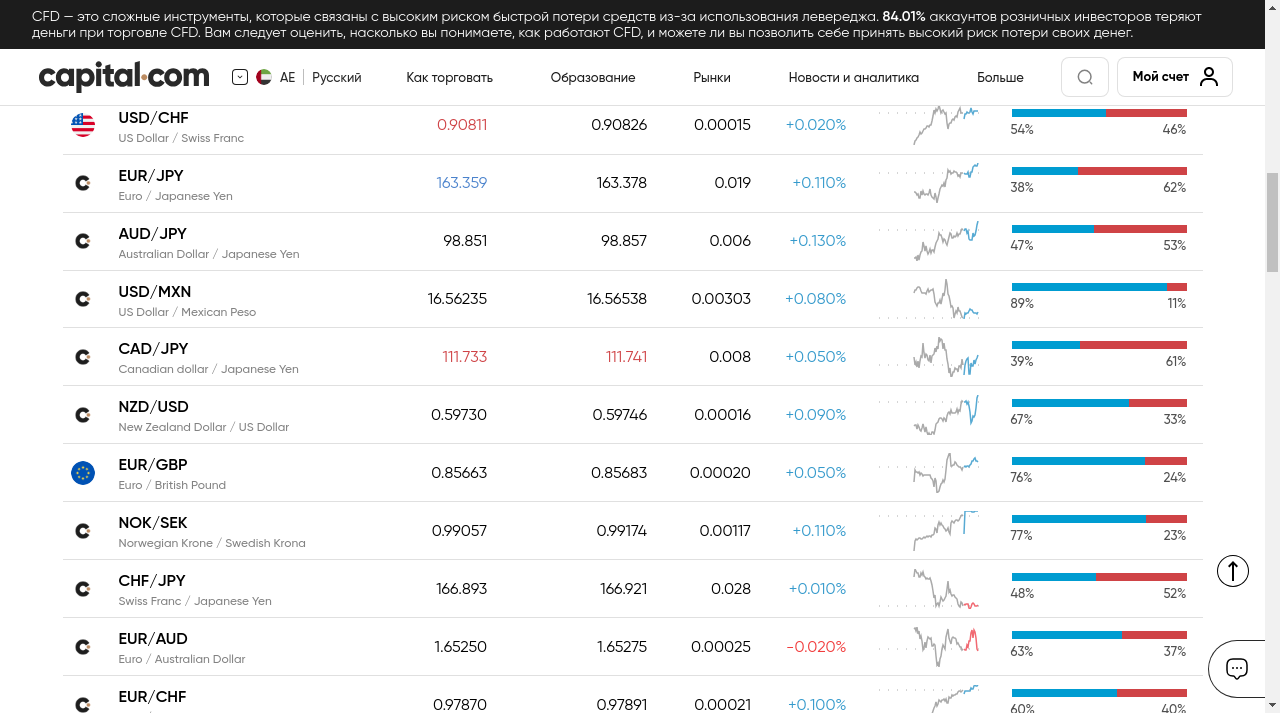 CFD — это сложные инструменты, которые связаны с высоким риском быстрой потери средств из-за использования левереджа. 84.01% аккаунтов розничных инвесторов теряют
деньги при торговле CFD. Вам следует оценить, насколько вы понимаете, как работают CFD, и можете ли вы позволить себе принять высокий риск потери своих денег.
capital.com AE Русский Как торговать Образование Рынки Новости и аналитика Больше Мой счет
USD/CHF 0.90811 0.90826 0.00015 +0.020%
US Dollar / Swiss Franc 54% 46%
EUR/JPY 163.359 163.378 0.019 +0.110%
Euro / Japanese Yen 38% 62%
AUD/JPY 98.851 98.857 0.006 +0.130%
Australian Dollar / Japanese Yen 47% 53%
USD/MXN 16.56235 16.56538 0.00303 +0.080%
US Dollar / Mexican Peso 89% 11%
CAD/JPY 111.733 111.741 0.008 +0.050%
Canadian dollar / Japanese Yen 39% 61%
NZD/USD 0.59730 0.59746 0.00016 +0.090%
New Zealand Dollar / US Dollar 67% 33%
EUR/GBP 0.85663 0.85683 0.00020 +0.050%
Euro / British Pound 76% 24%
NOK/SEK 0.99057 0.99174 0.00117 +0.110%
Norwegian Krone / Swedish Krona 77% 23%
CHF/JPY 166.893 166.921 0.028 +0.010%
Swiss Franc / Japanese Yen 48% 52%
EUR/AUD 1.65250 1.65275 0.00025 -0.020%
Euro / Australian Dollar 63% 37%
EUR/CHF 0.97870 0.97891 0.00021 +0.100%
60% 40%